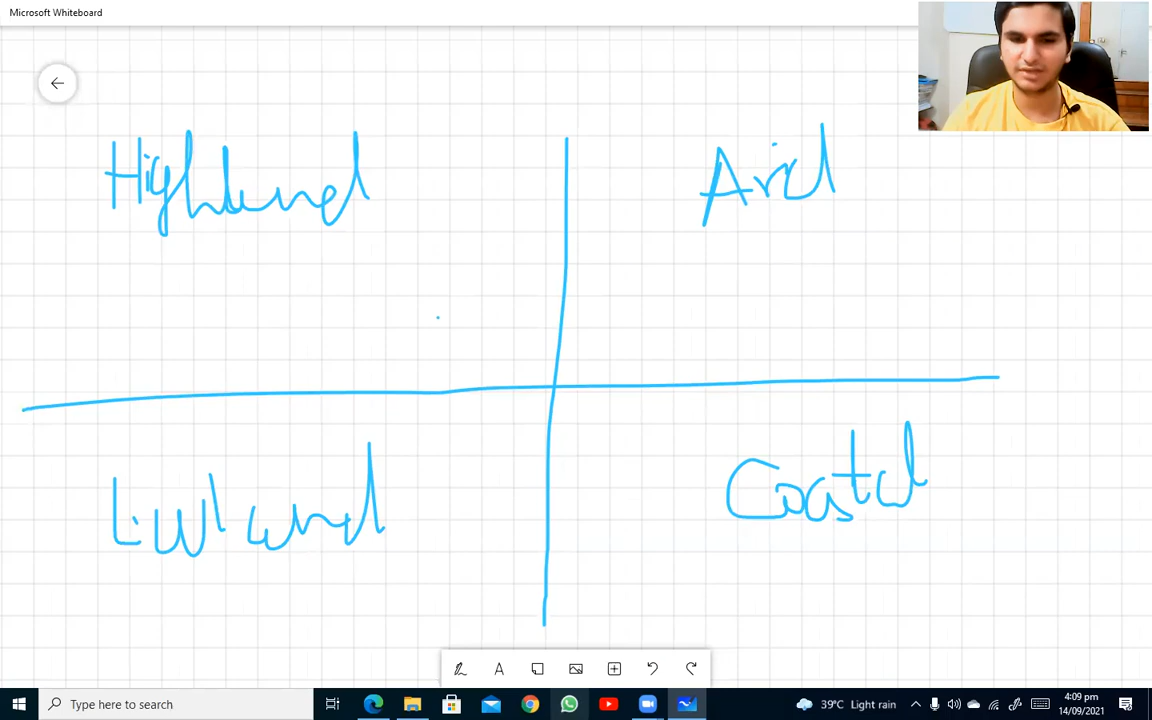 Microsoft Whiteboard
Highland
Arid
Lowland
Coastal
A
Type here to search
39°C Light rain
4:09 pm
14/09/2021